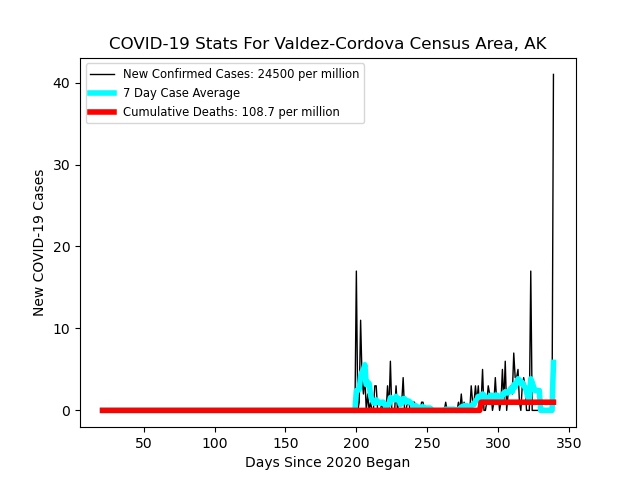 COVID-19 Stats For Valdez-Cordova Census Area, AK
New Confirmed Cases: 24500 per million
7 Day Case Average
Cumulative Deaths: 108.7 per million
40
30
20
10
0
New COVID-19 Cases
50 100 150 200 250 300 350
Days Since 2020 Began